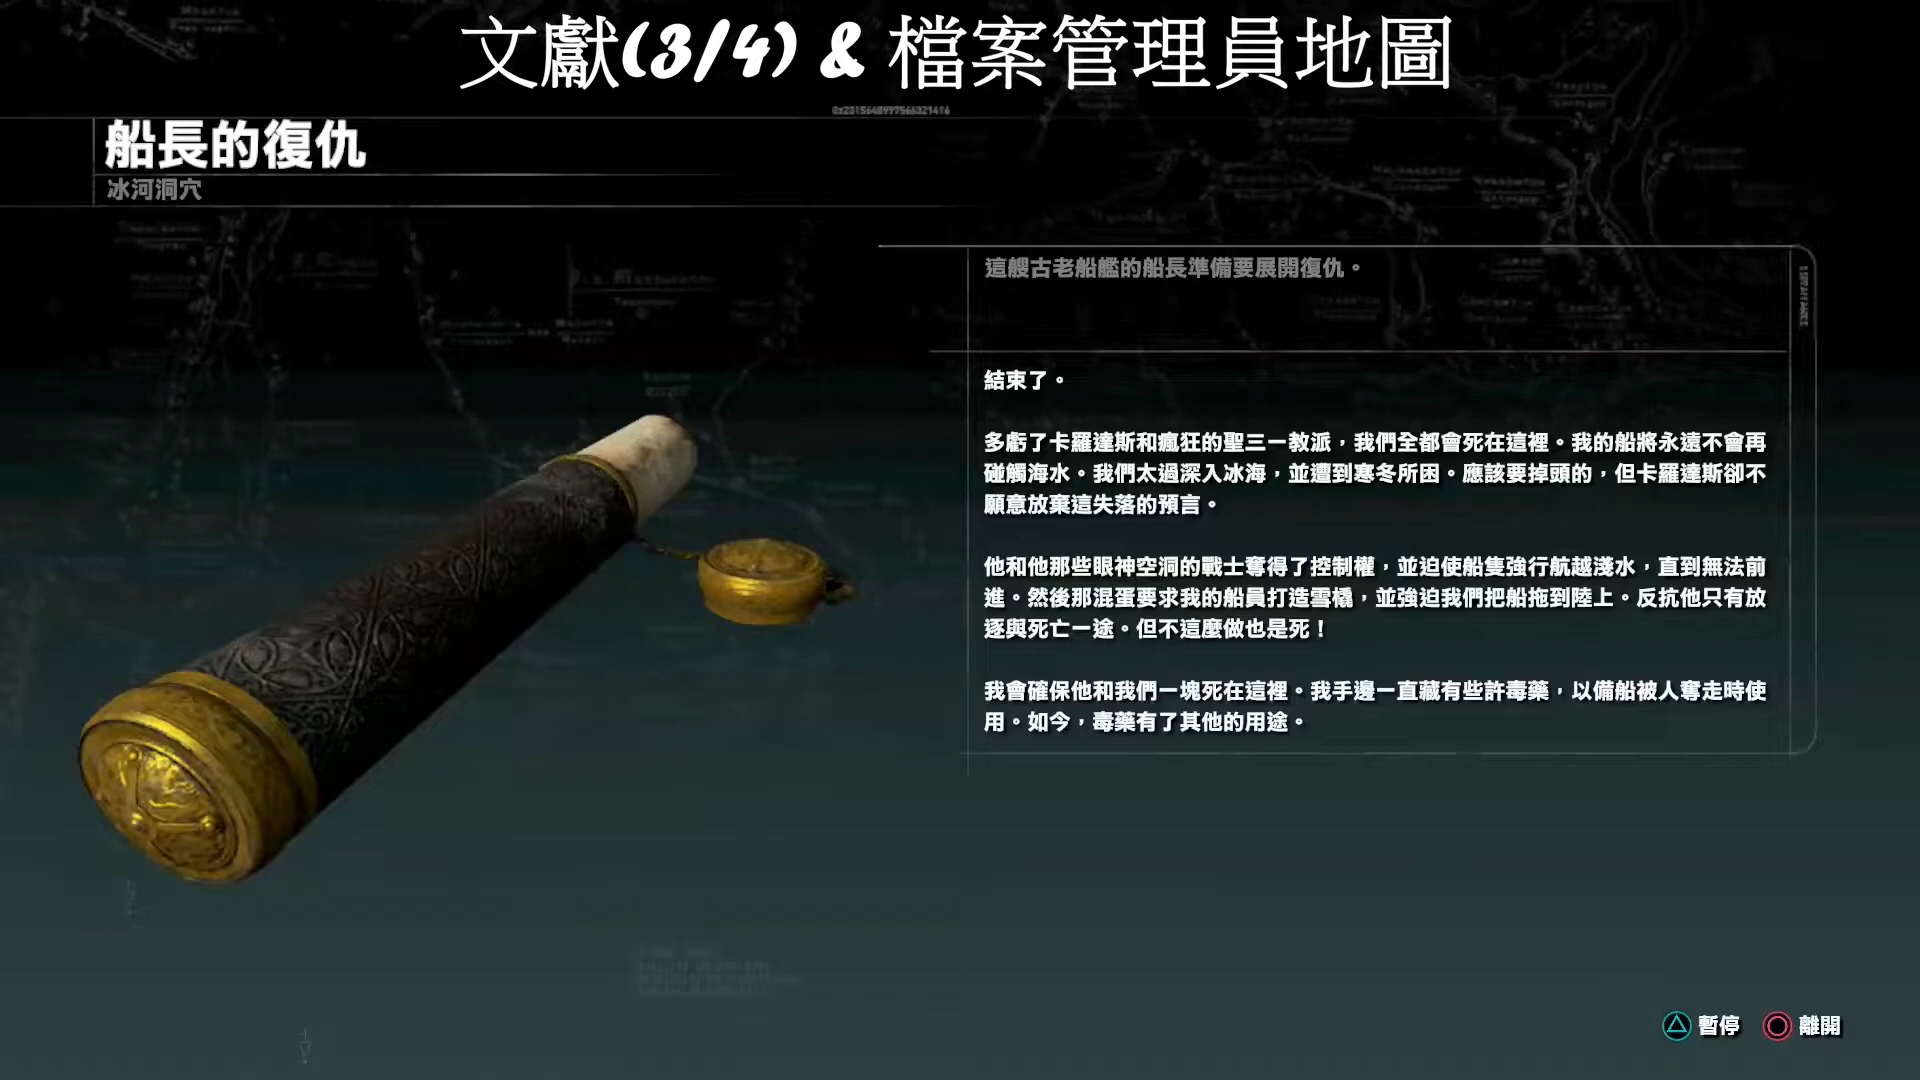 文獻(3/4) & 檔案管理員地圖
船長的復仇
冰河洞穴
這艘古老船艦的船長準備要展開復仇。
結束了。
多虧了卡羅達斯和瘋狂的聖三一教派，我們全都會死在這裡。我的船將永遠不會再
碰觸海水。我們太過深入冰海，並遭到寒冬所困。應該要掉頭的，但卡羅達斯卻不
願意放棄這失落的預言。
他和他那些眼神空洞的戰士奪得了控制權，並迫使船隻強行航越淺水，直到無法前
進。然後那混蛋要求我的船員打造雪橇，並強迫我們把船拖到陸上。反抗他只有放
逐與死亡一途。但不這麼做也是死！
我會確保他和我們一塊死在這裡。我手邊一直藏有些許毒藥，以備船被人奪走時使
用。如今，毒藥有了其他的用途。
暫停 離開